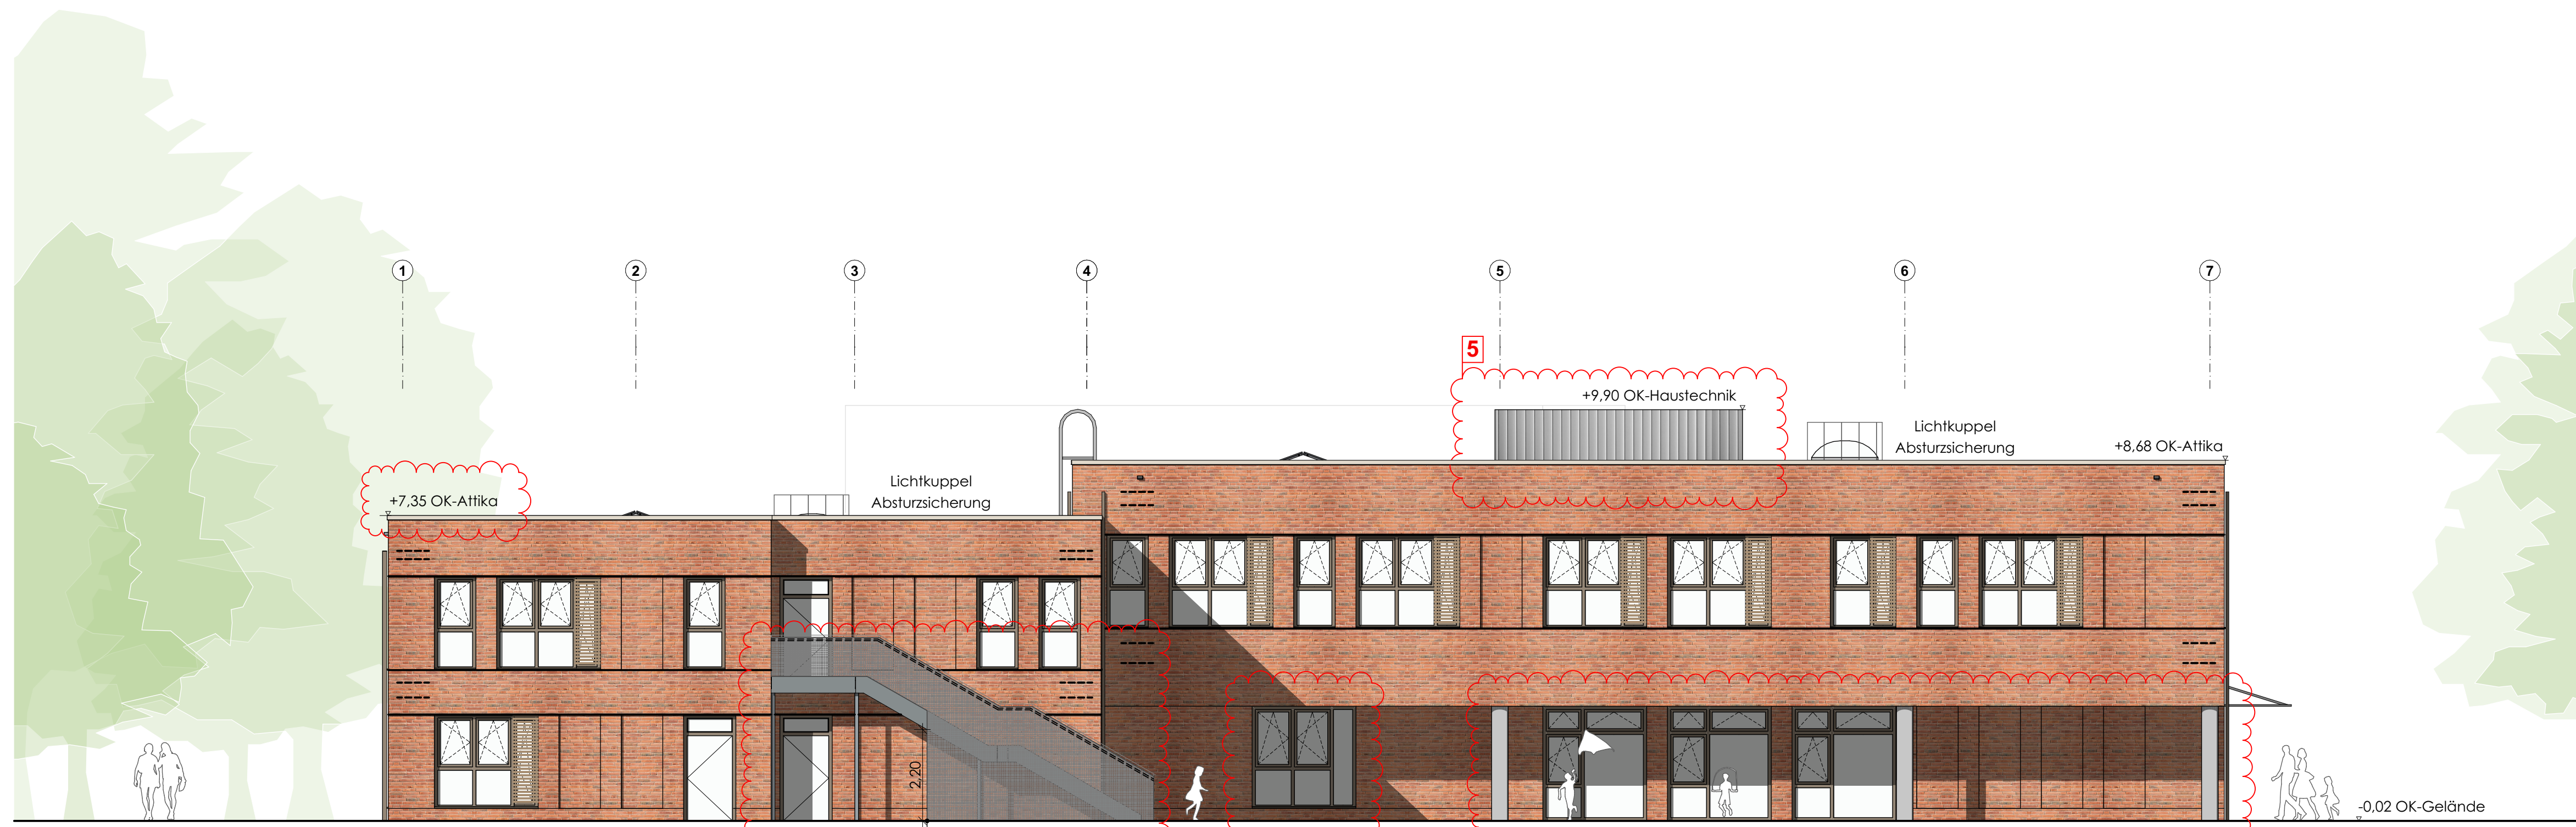 1
2
3
4
5
6
7
5
+9,90 OK-Haustechnik
Lichtkuppel
Absturzsicherung
+8,68 OK-Attika
Lichtkuppel
Absturzsicherung
+7,35 OK-Attika
2,20
-0,02 OK-Gelände